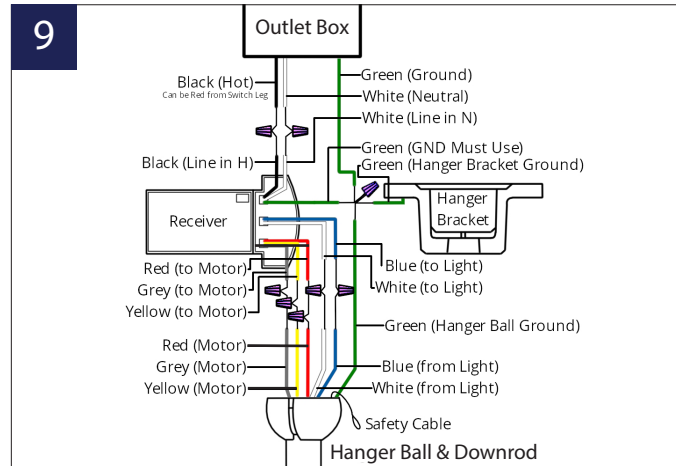 9
Outlet Box
Black (Hot)
Can be Red from Switch Leg
Green (Ground)
White (Neutral)
White (Line in N)
Green (GND Must Use)
Black (Line in H)
Green (Hanger Bracket Ground)
Receiver
Hanger
Bracket
Red (to Motor)
Grey (to Motor)
Yellow (to Motor)
Blue (to Light)
White (to Light)
Green (Hanger Ball Ground)
Red (Motor)
Grey (Motor)
Yellow (Motor)
Blue (from Light)
White (from Light)
Safety Cable
Hanger Ball & Downrod